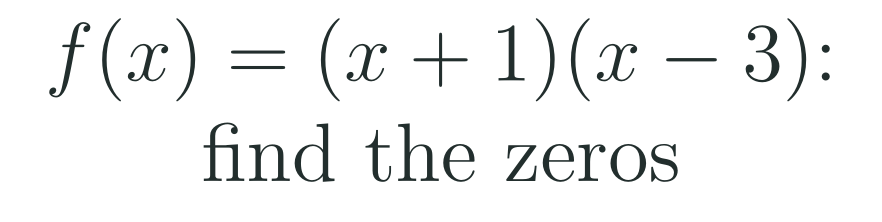 f(x) = (x + 1)(x − 3):
find the zeros